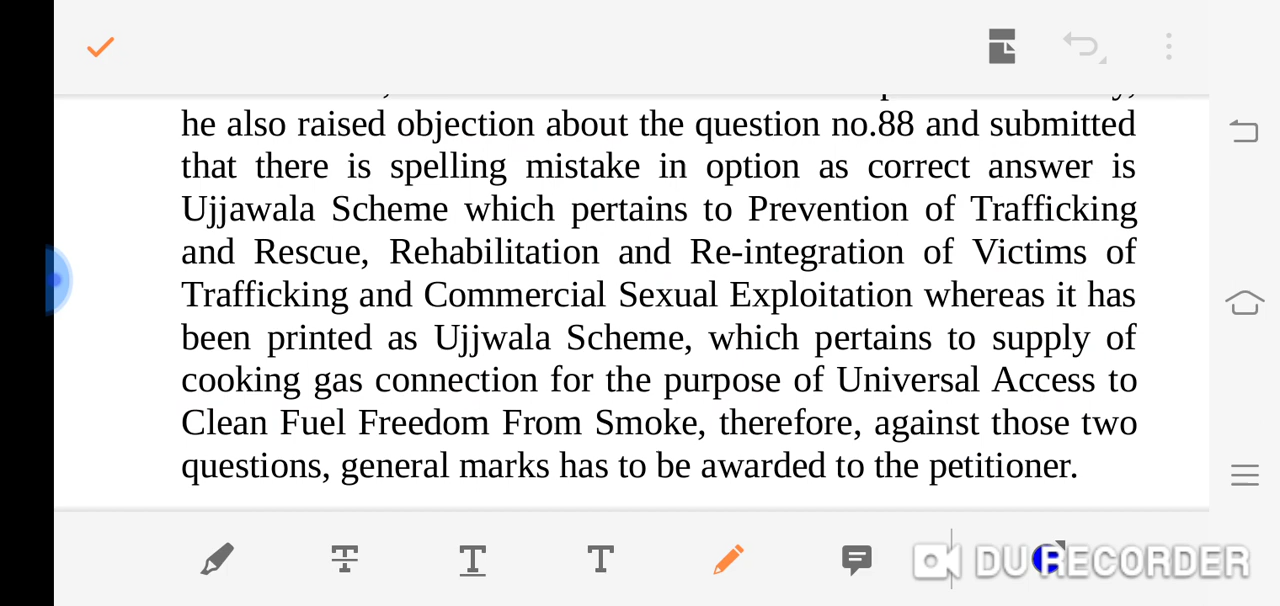 he also raised objection about the question no.88 and submitted
that there is spelling mistake in option as correct answer is
Ujjawala Scheme which pertains to Prevention of Trafficking
and Rescue, Rehabilitation and Re-integration of Victims of
Trafficking and Commercial Sexual Exploitation whereas it has
been printed as Ujjwala Scheme, which pertains to supply of
cooking gas connection for the purpose of Universal Access to
Clean Fuel Freedom From Smoke, therefore, against those two
questions, general marks has to be awarded to the petitioner.
T T T
DU RECORDER